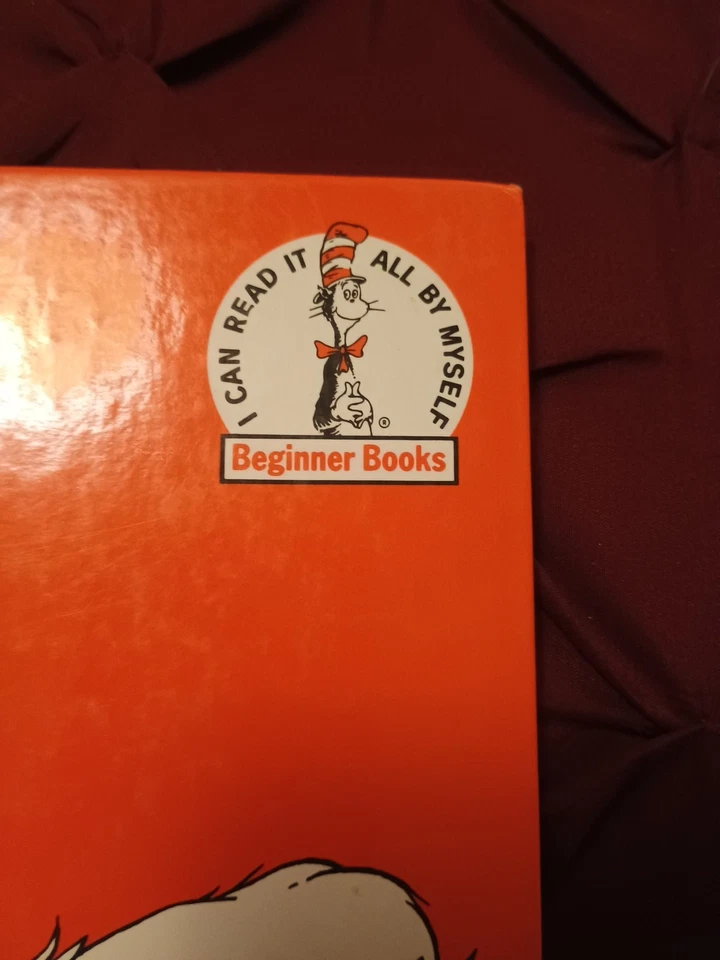 I CAN READ IT ALL BY MYSELF
®
Beginner Books